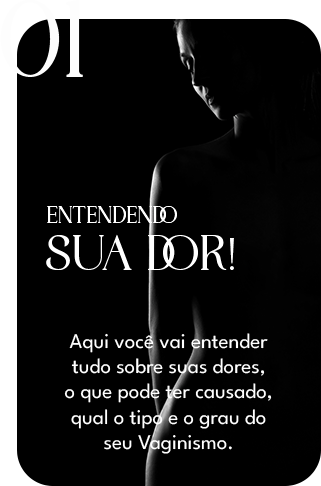 01
ENTENDENDO
SUA DOR!
Aqui você vai entender
tudo sobre suas dores,
o que pode ter causado,
qual o tipo e o grau do
seu Vaginismo.